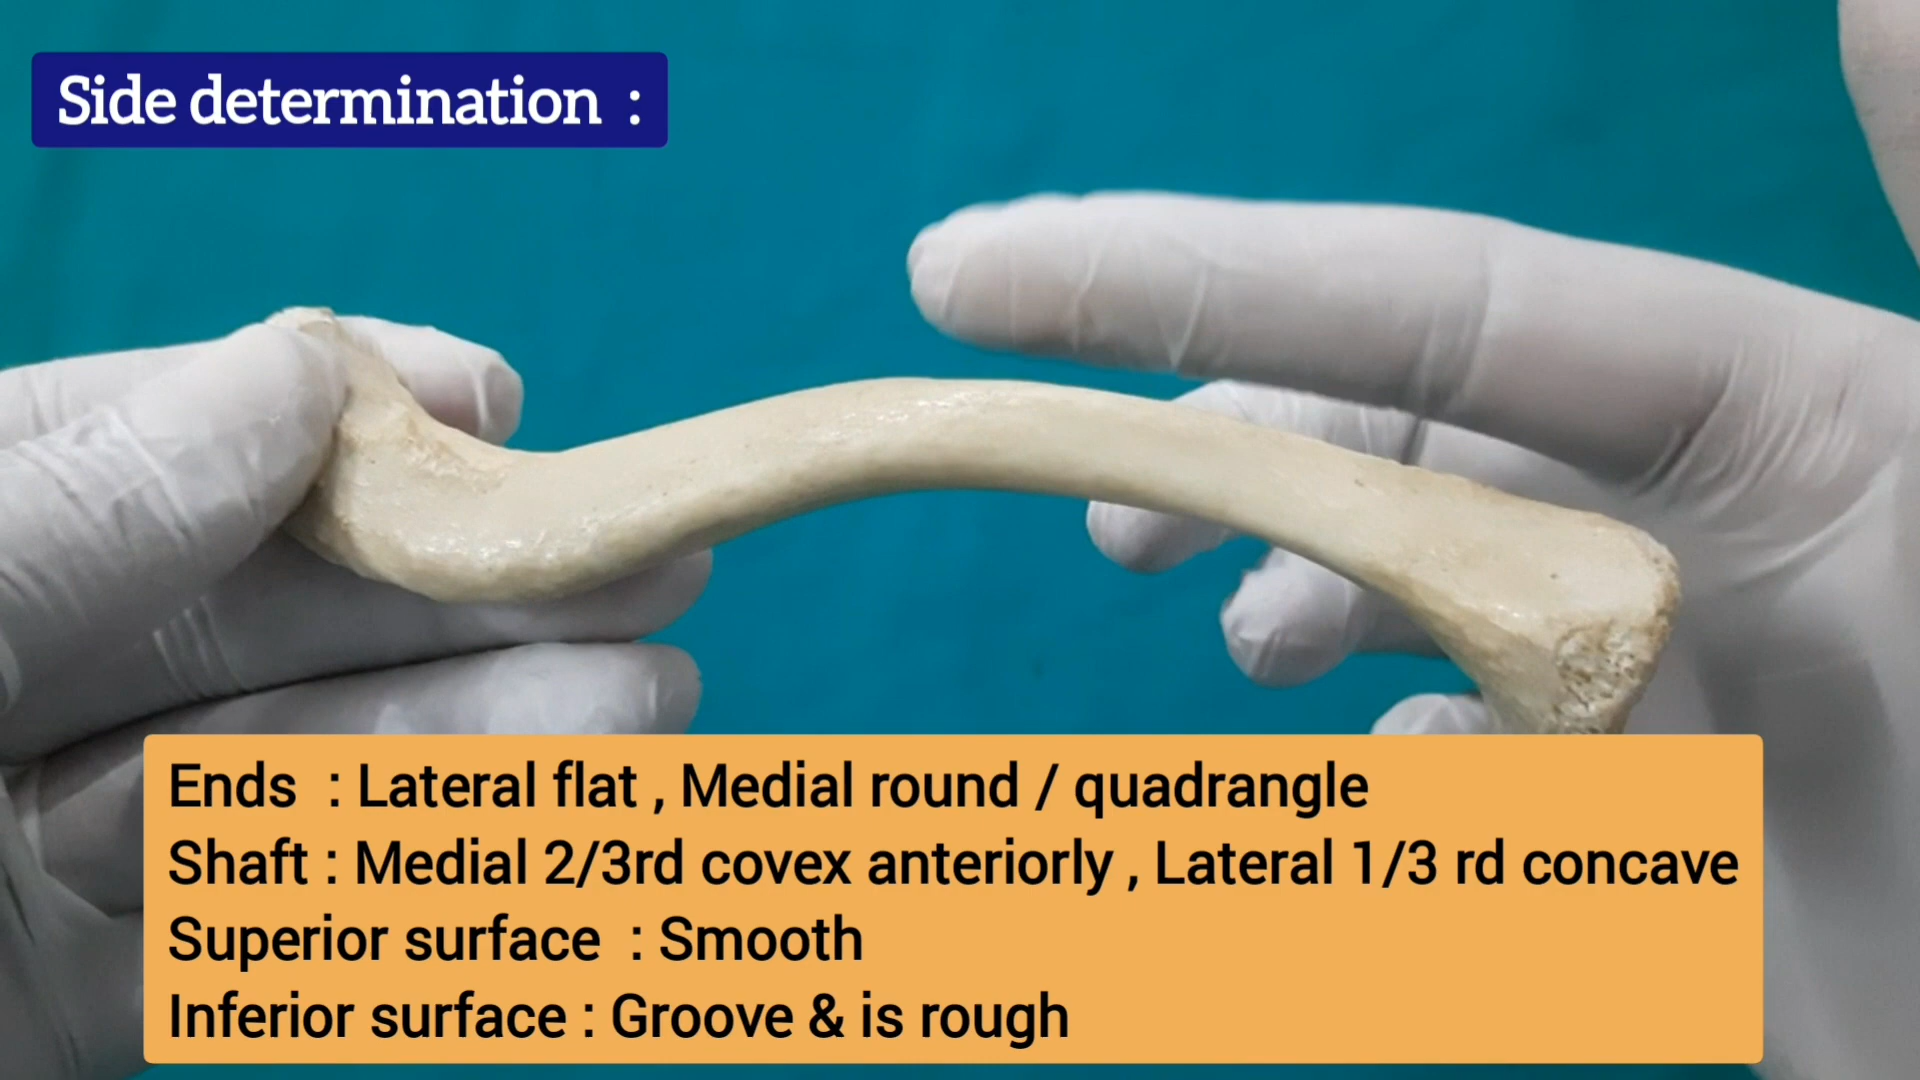 Side determination :
Ends : Lateral flat , Medial round / quadrangle
Shaft : Medial 2/3rd covex anteriorly , Lateral 1/3 rd concave
Superior surface : Smooth
Inferior surface : Groove & is rough